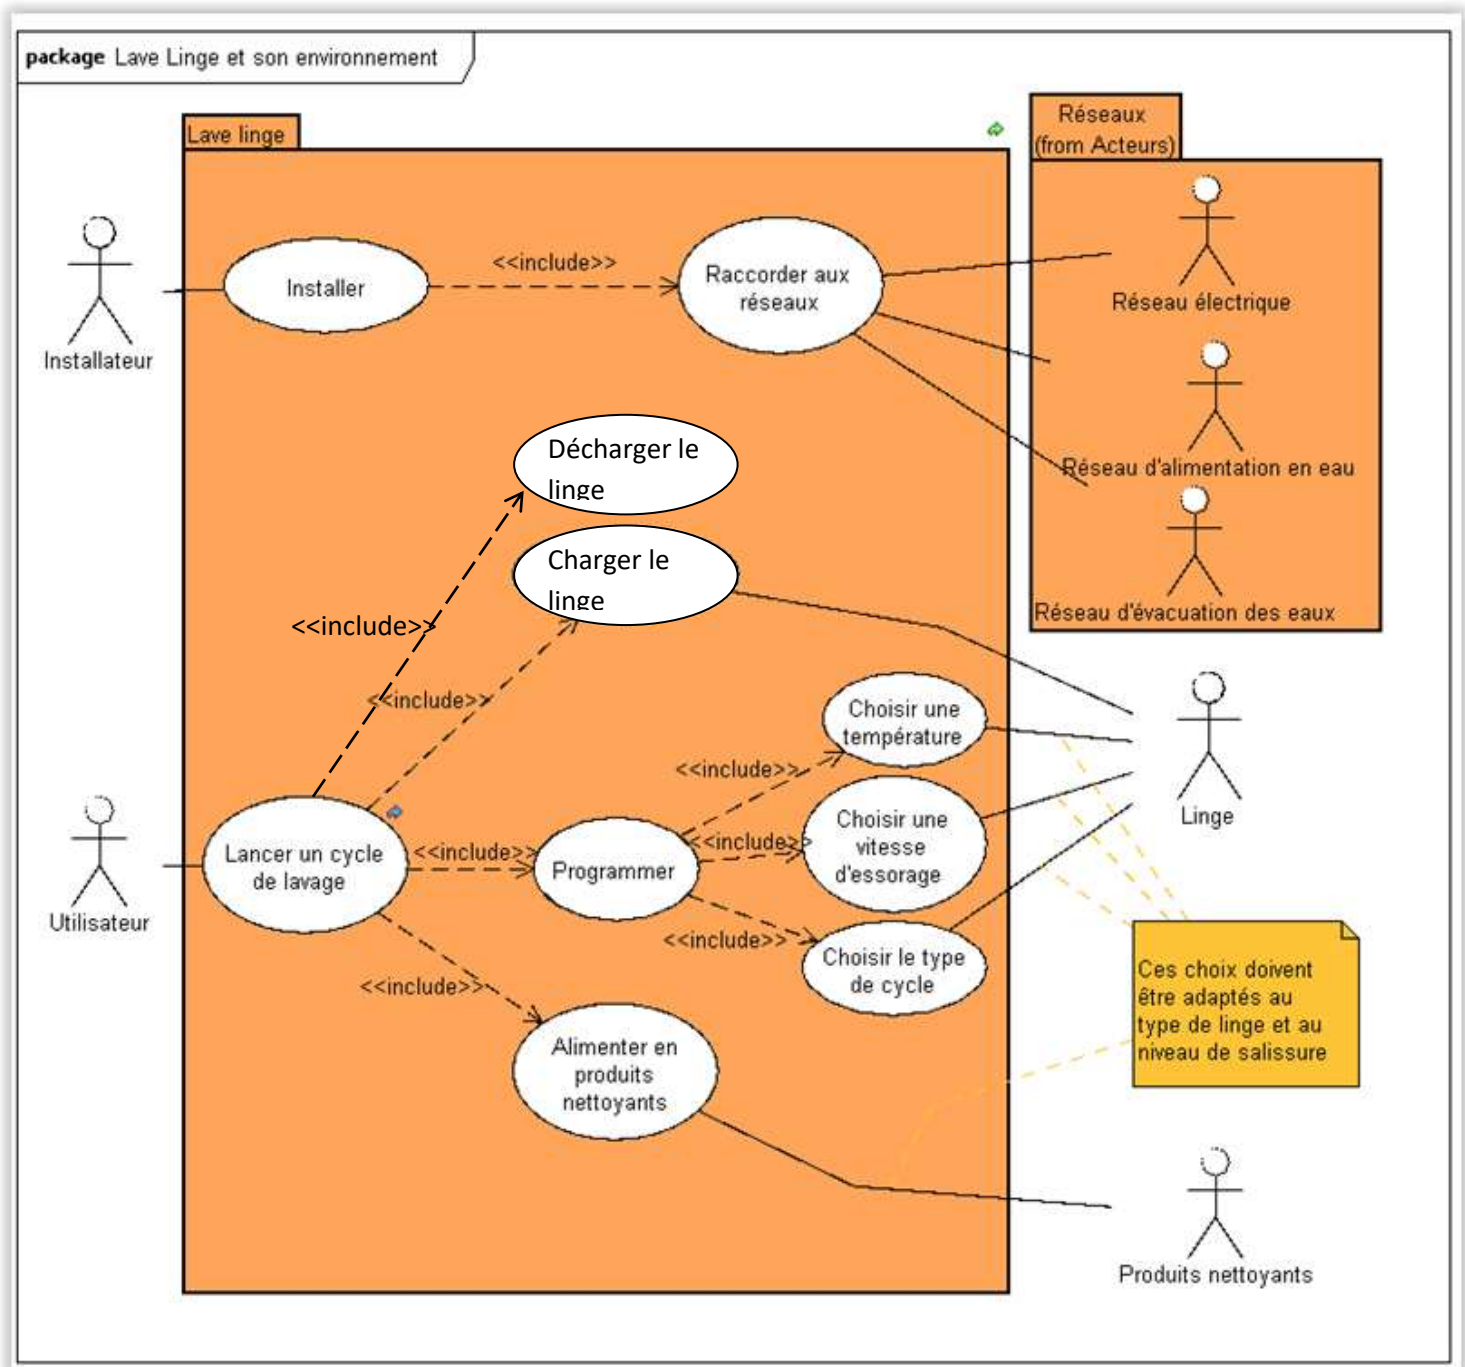 package Lave Linge et son environnement
Lave linge
Réseaux
(from Acteurs)
Installateur
Installer
<<include>>
Raccorder aux
réseaux
Réseau électrique
Réseau d'alimentation en eau
Réseau d'évacuation des eaux
Décharger le
linge
Charger le
linge
<<include>>
<<include>>
Utilisateur
Lancer un cycle
de lavage
<<include>>
Programmer
<<include>>
Choisir une
température
<<include>>
Choisir une
vitesse
d'essorage
<<include>>
Choisir le type
de cycle
Linge
<<include>>
Alimenter en
produits
nettoyants
Ces choix doivent
être adaptés au
type de linge et au
niveau de salissure
Produits nettoyants